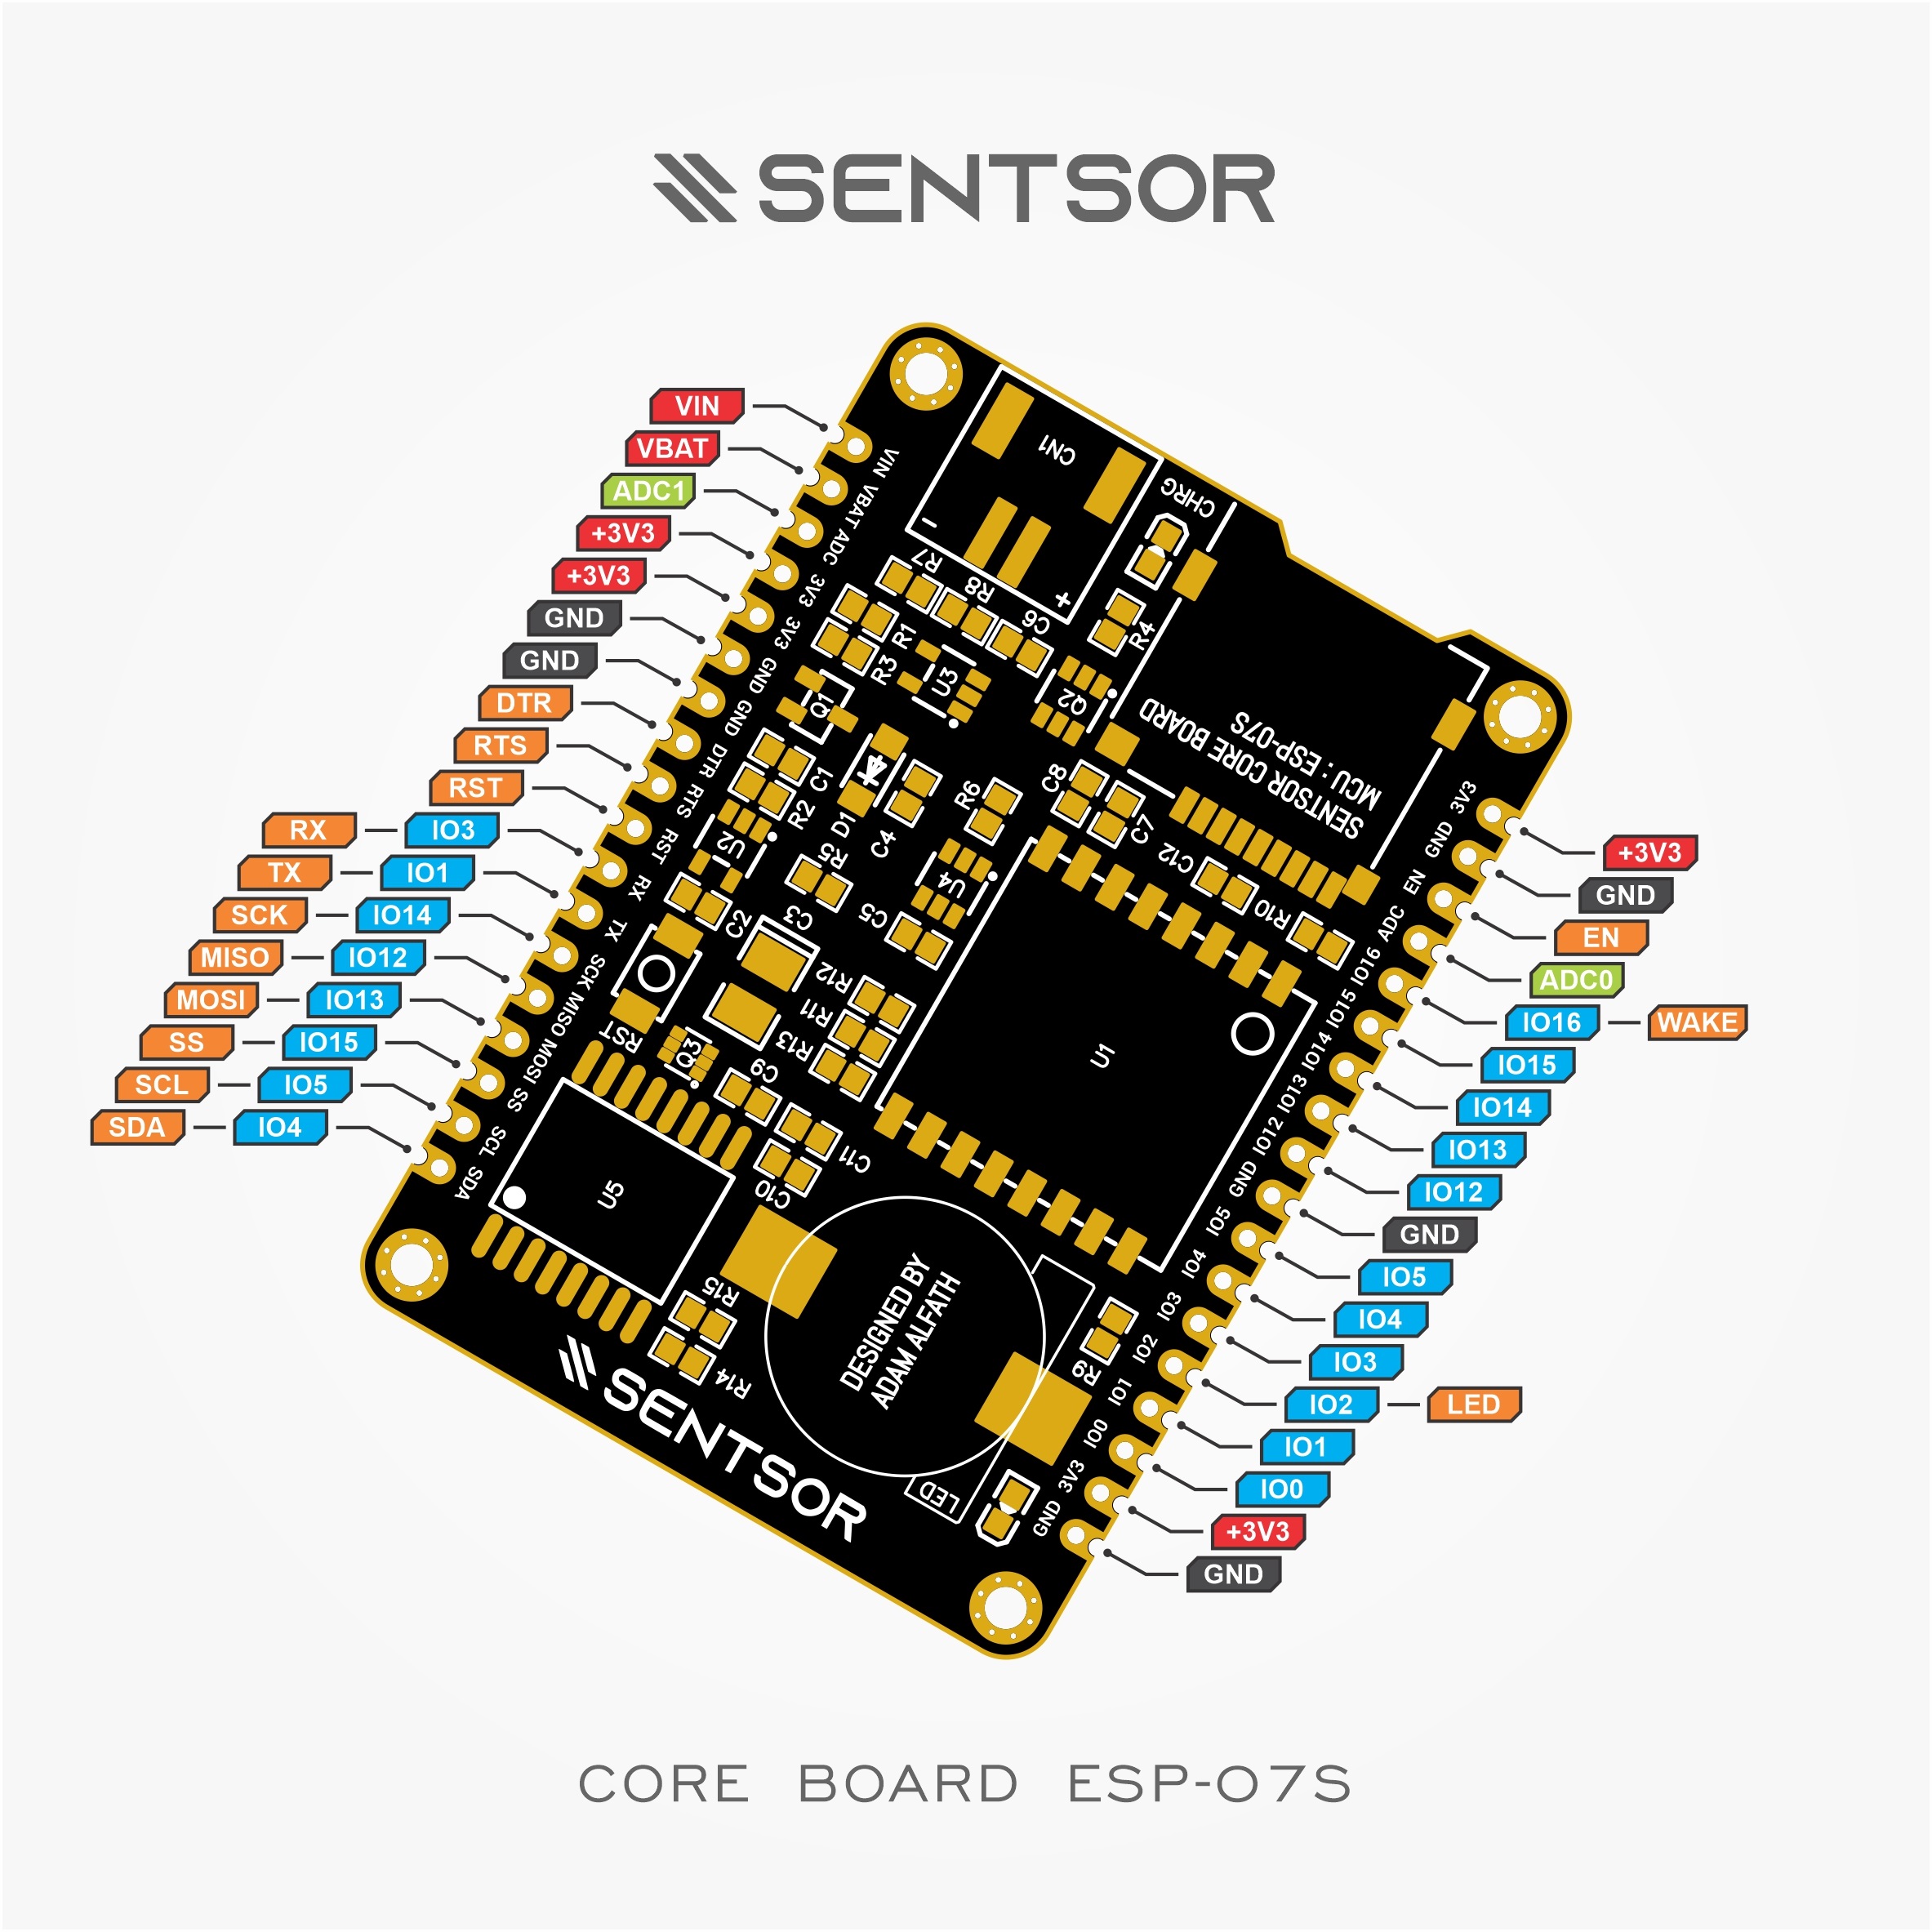 SENTSOR
VIN
VBAT
ADC1
+3V3
+3V3
GND
GND
DTR
RTS
RST
RX IO3
TX IO1
SCK IO14
MISO IO12
MOSI IO13
SS IO15
SCL IO5
SDA IO4
VIN
VBAT
ADC
3V3
3V3
GND
GND
DTR
RTS
RST
RX
TX
SCK
MISO
MOSI
SS
SCL
SDA
CN1
-
+
CHRG
R7
R8
C6
R4
R1
R3
U3
Q1
Q2
SENTSOR CORE BOARD
MCU : ESP-07S
C1
R2
D1
C4
R6
C8
C7
U2
R5
U4
C12
R10
C2
C3
C5
RST
R12
R11
R13
Q3
C9
U1
C11
C10
U5
R15
R14
DESIGNED BY
ADAM ALFATH
R9
LED
SENTSOR
3V3
GND
EN
ADC
IO16
IO15
IO14
IO13
IO12
GND
IO5
IO4
IO3
IO2
IO1
IO0
3V3
GND
+3V3
GND
EN
ADC0
IO16 WAKE
IO15
IO14
IO13
IO12
GND
IO5
IO4
IO3
IO2 LED
IO1
IO0
+3V3
GND
CORE BOARD ESP-07S